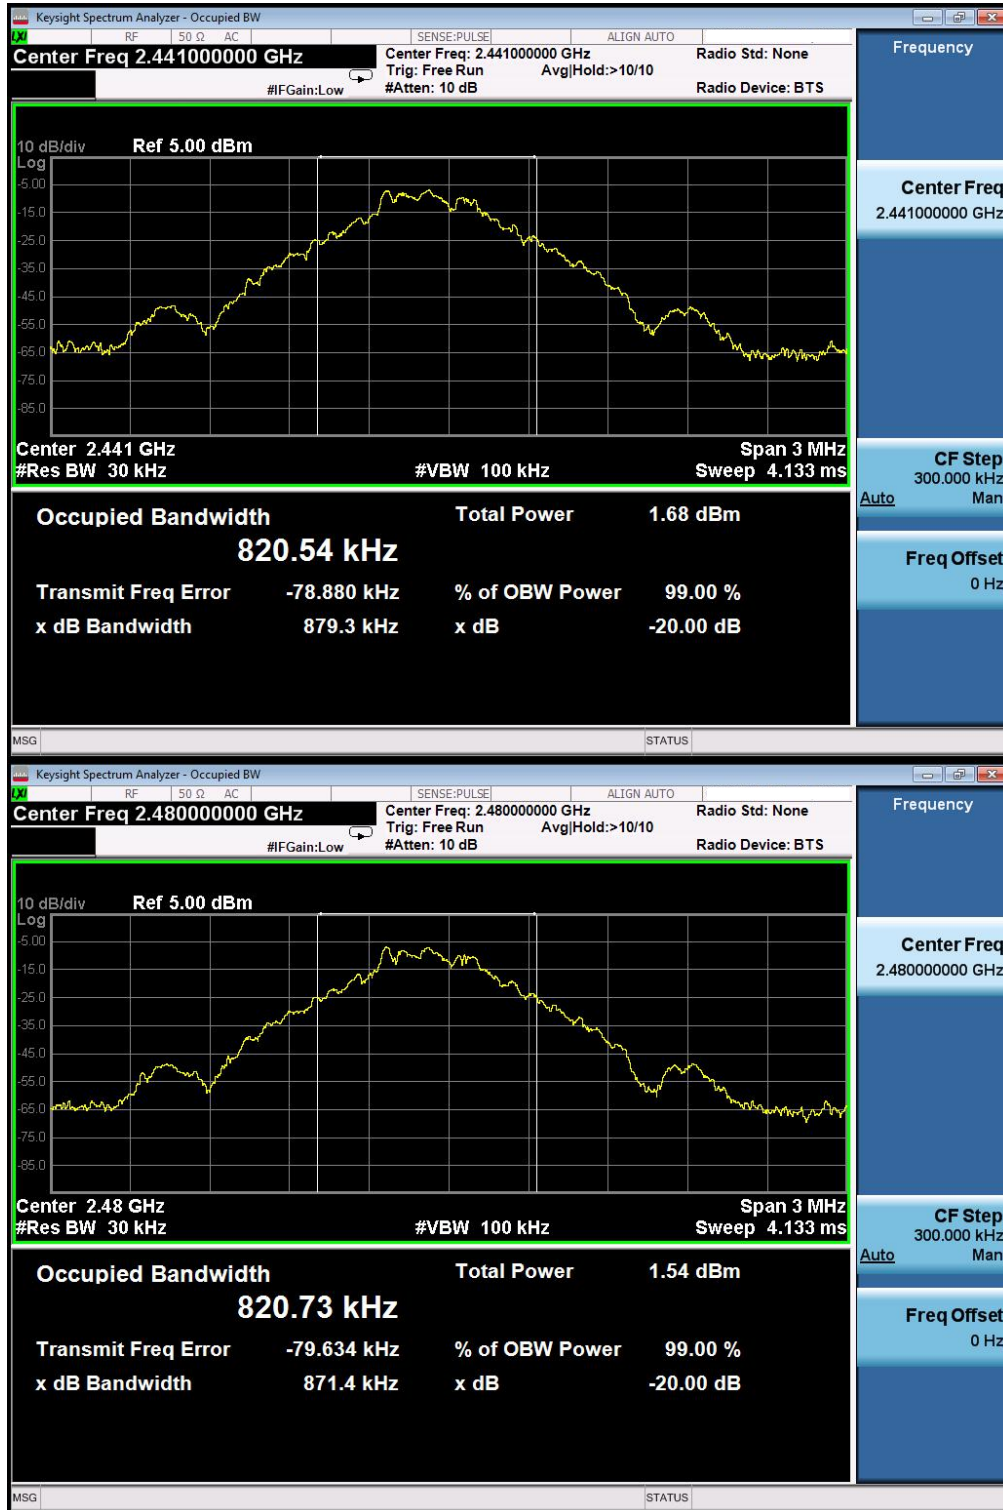 Keysight Spectrum Analyzer - Occupied BW
LXI RF 50 Ω AC SENSE:PULSE ALIGN AUTO
Center Freq 2.441000000 GHz
Center Freq: 2.441000000 GHz
Radio Std: None
Trig: Free Run Avg|Hold:>10/10
#IFGain:Low
#Atten: 10 dB
Radio Device: BTS
Frequency
10 dB/div Ref 5.00 dBm
Log
-5.00
-15.0
-25.0
-35.0
-45.0
-55.0
-65.0
-75.0
-85.0
Center 2.441 GHz
Span 3 MHz
#Res BW 30 kHz
#VBW 100 kHz
Sweep 4.133 ms
Center Freq
2.441000000 GHz
CF Step
300.000 kHz
Auto Man
Freq Offset
0 Hz
Occupied Bandwidth
820.54 kHz
Total Power 1.68 dBm
Transmit Freq Error -78.880 kHz
% of OBW Power 99.00 %
x dB Bandwidth 879.3 kHz
x dB -20.00 dB
MSG
STATUS
Keysight Spectrum Analyzer - Occupied BW
LXI RF 50 Ω AC SENSE:PULSE ALIGN AUTO
Center Freq 2.480000000 GHz
Center Freq: 2.480000000 GHz
Radio Std: None
Trig: Free Run Avg|Hold:>10/10
#IFGain:Low
#Atten: 10 dB
Radio Device: BTS
Frequency
10 dB/div Ref 5.00 dBm
Log
-5.00
-15.0
-25.0
-35.0
-45.0
-55.0
-65.0
-75.0
-85.0
Center 2.48 GHz
Span 3 MHz
#Res BW 30 kHz
#VBW 100 kHz
Sweep 4.133 ms
Center Freq
2.480000000 GHz
CF Step
300.000 kHz
Auto Man
Freq Offset
0 Hz
Occupied Bandwidth
820.73 kHz
Total Power 1.54 dBm
Transmit Freq Error -79.634 kHz
% of OBW Power 99.00 %
x dB Bandwidth 871.4 kHz
x dB -20.00 dB
MSG
STATUS